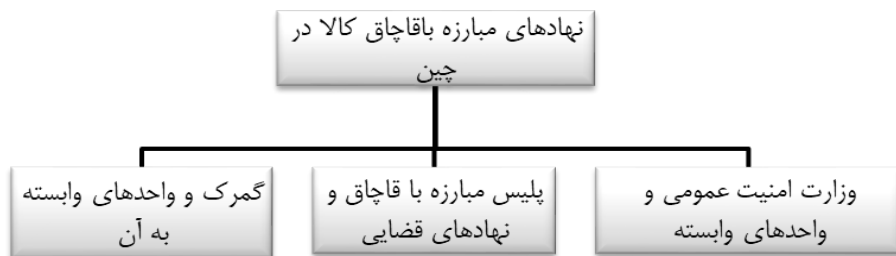 نهادهای مبارزه باقاچاق کالا در
چین
وزارت امنیت عمومی و
واحدهای وابسته
پلیس مبارزه با قاچاق و
نهادهای قضایی
گمرک و واحدهای وابسته
به آن